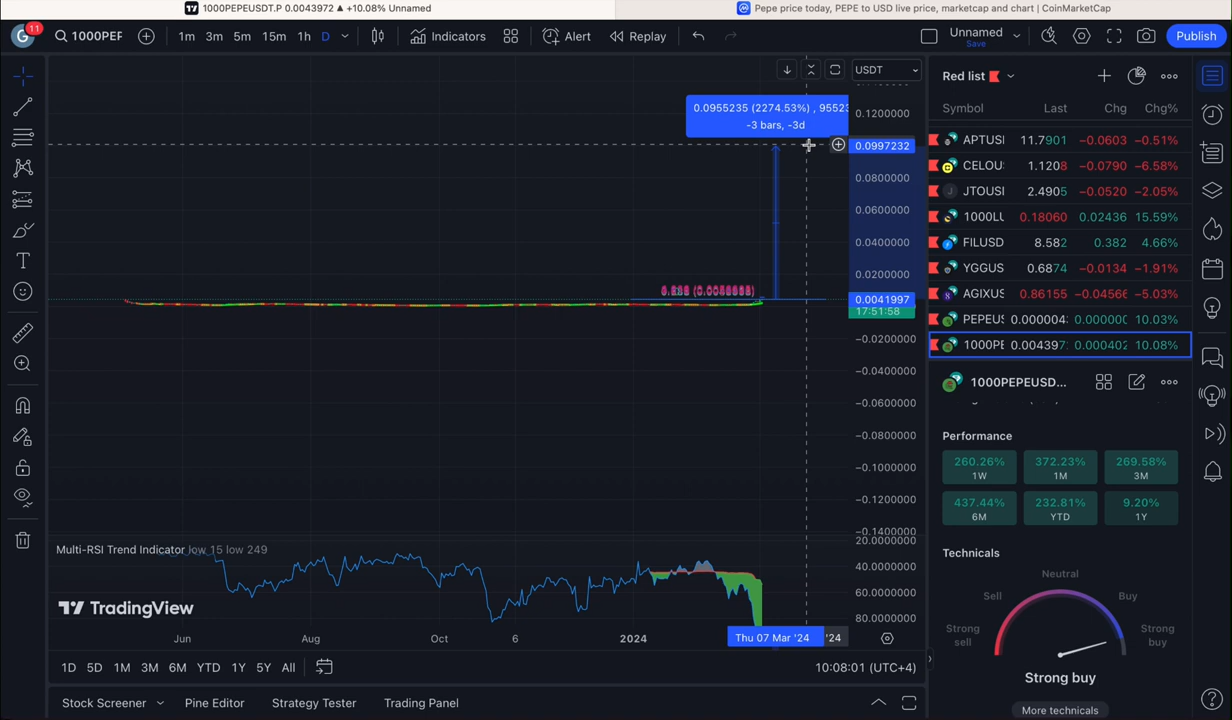 1000PEPEUSDT.P 0.0043972 ▲ +10.08% Unnamed
Pepe price today, PEPE to USD live price, marketcap and chart | CoinMarketCap
G
11
1000PEP
1m 3m 5m 15m 1h D
Indicators
Alert
Replay
Unnamed
Save
Publish
USDT
0.0955235 (2274.53%) , 9552
-3 bars, -3d
0.1200000
0.0997232
0.0800000
0.0600000
0.0400000
0.0200000
0.0041997
17:51:58
−0.0200000
−0.0400000
−0.0600000
−0.0800000
−0.1000000
−0.1200000
−0.1400000
Multi-RSI Trend Indicator low 15 low 249
20.0000000
40.0000000
60.0000000
80.0000000
TradingView
Jun Aug Oct 6 2024 Thu 07 Mar '24 '24
1D 5D 1M 3M 6M YTD 1Y 5Y All
10:08:01 (UTC+4)
Stock Screener Pine Editor Strategy Tester Trading Panel
Red list
Symbol Last Chg Chg%
APTUSI 11.7901 −0.0603 −0.51%
CELOU: 1.1208 −0.0790 −6.58%
JTOUSI 2.4905 −0.0520 −2.05%
1000LU 0.18060 0.02436 15.59%
FILUSD 8.582 0.382 4.66%
YGGUS 0.6874 −0.0134 −1.91%
AGIXUS 0.86155 −0.04566 −5.03%
PEPEUS 0.000004: 0.000000 10.03%
1000PE 0.004397 0.000402 10.08%
1000PEPEUSD...
Performance
260.26% 372.23% 269.58%
1W 1M 3M
437.44% 232.81% 9.20%
6M YTD 1Y
Technicals
Neutral
Sell Buy
Strong sell
Strong buy
Strong buy
More technicals